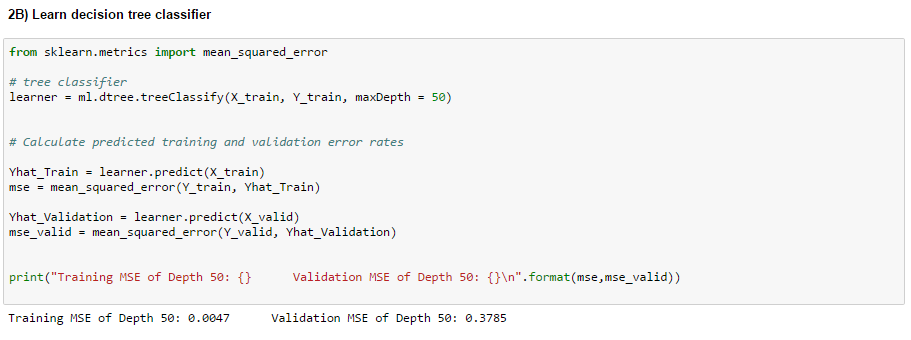 2B) Learn decision tree classifier
from sklearn.metrics import mean_squared_error
# tree classifier
learner = ml.dtree.treeClassify(X_train, Y_train, maxDepth = 50)
# Calculate predicted training and validation error rates
Yhat_Train = learner.predict(X_train)
mse = mean_squared_error(Y_train, Yhat_Train)
Yhat_Validation = learner.predict(X_valid)
mse_valid = mean_squared_error(Y_valid, Yhat_Validation)
print("Training MSE of Depth 50: {}      Validation MSE of Depth 50: {}\n".format(mse,mse_valid))
Training MSE of Depth 50: 0.0047      Validation MSE of Depth 50: 0.3785